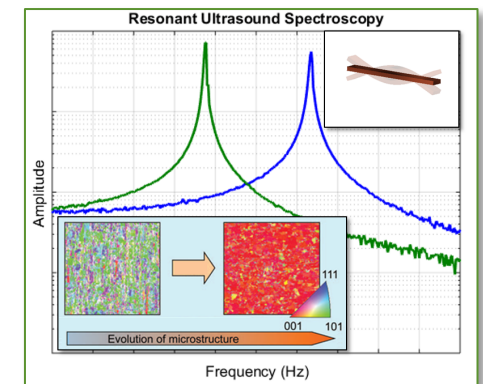 Resonant Ultrasound Spectroscopy
Amplitude
111
001 101
Evolution of microstructure
Frequency (Hz)